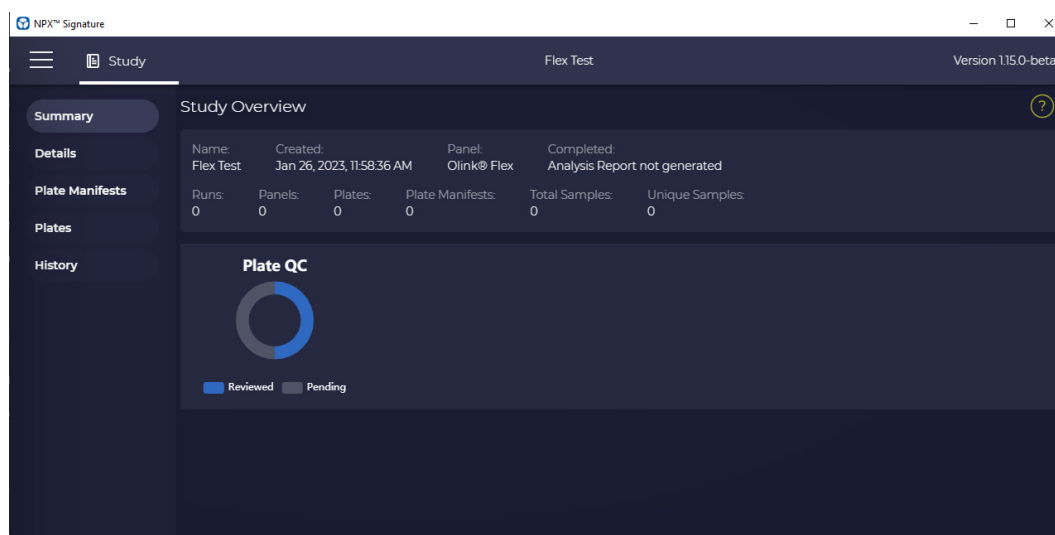 NPX™ Signature
Study
Flex Test
Version 1.15.0-beta
Summary
Details
Plate Manifests
Plates
History
Study Overview
?
Name: Created: Panel: Completed:
Flex Test Jan 26, 2023, 11:58:36 AM Olink® Flex Analysis Report not generated
Runs: Panels: Plates: Plate Manifests: Total Samples: Unique Samples:
0 0 0 0 0 0
Plate QC
Reviewed Pending